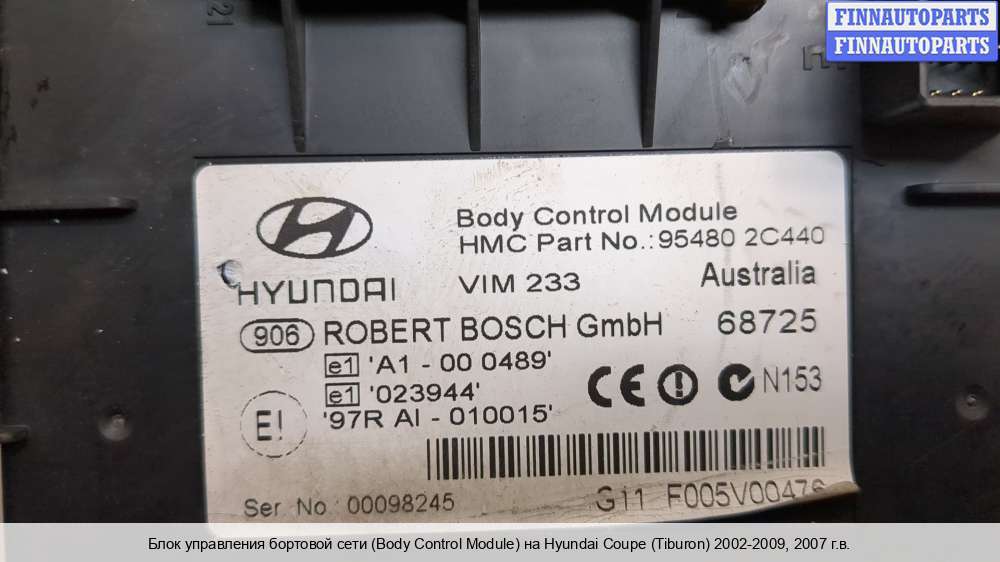 FINNAUTOPARTS
FINNAUTOPARTS
Body Control Module
HMC Part No.: 95480 2C440
HYUNDAI
VIM 233
Australia
906
ROBERT BOSCH GmbH
68725
e1 'A1 - 00 0489'
e1 '023944'
N153
E!
'97R AI - 010015'
Ser No: 00098245
G11 F005V00476
Блок управления бортовой сети (Body Control Module) на Hyundai Coupe (Tiburon) 2002-2009, 2007 г.в.